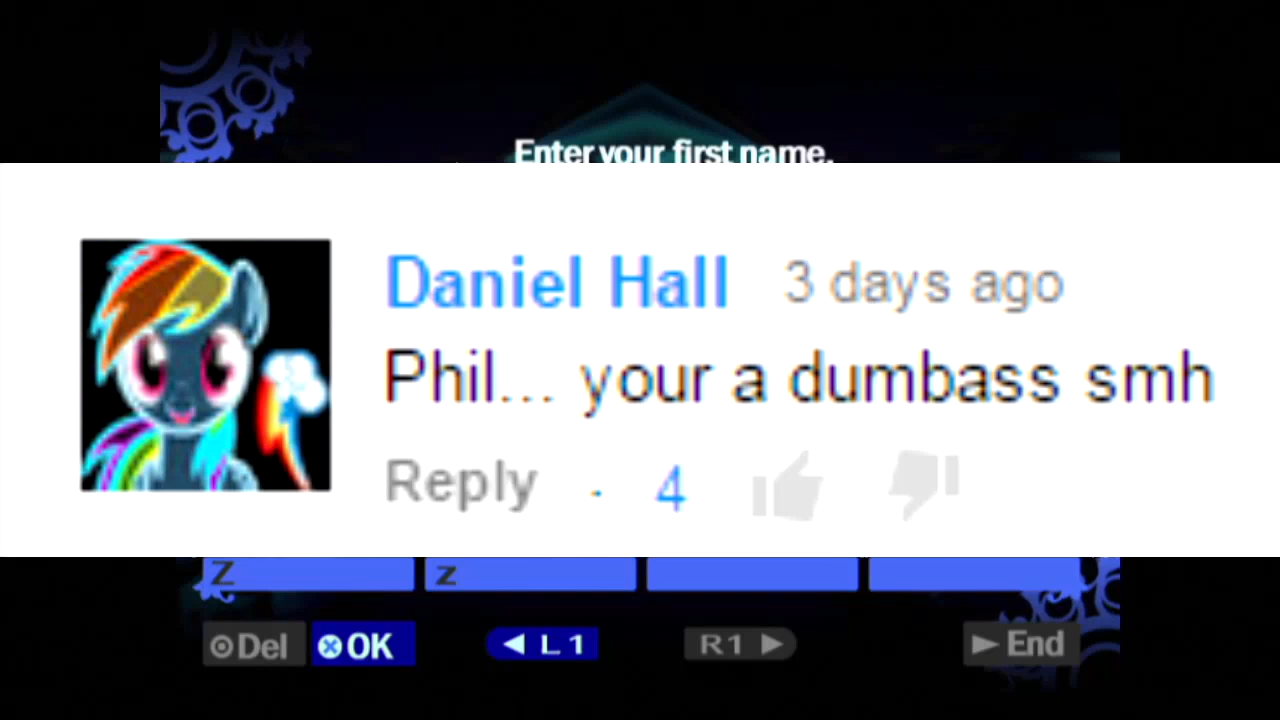 Enter your first name.
Daniel Hall 3 days ago
Phil... your a dumbass smh
Reply · 4
Z z
Del OK L1 R1 End